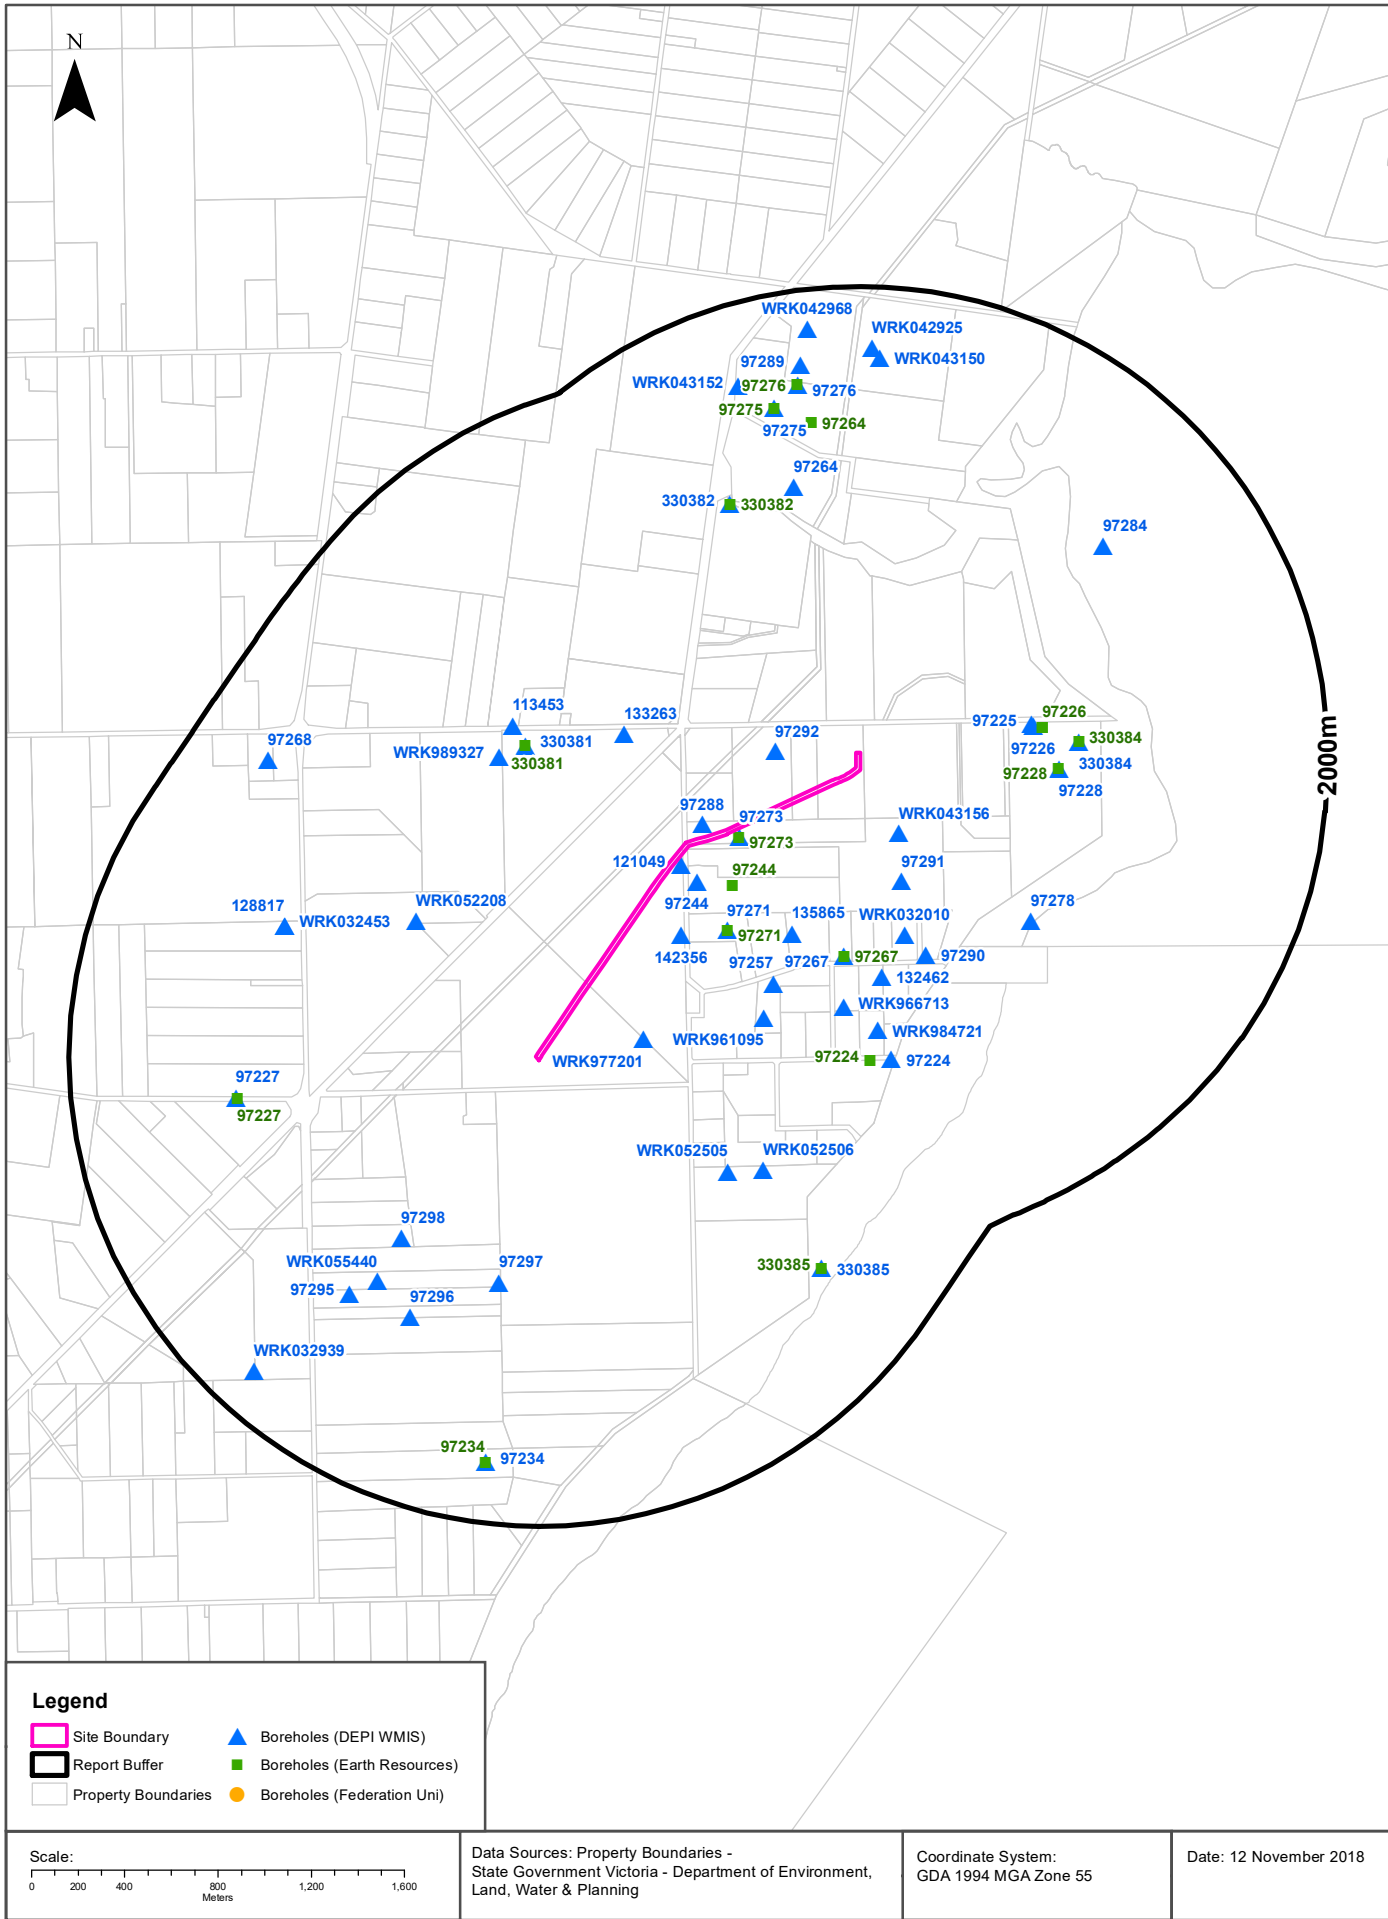 N
WRK042968
WRK042925
WRK043150
97289
WRK043152
97276
97276
97275
97275
97264
97264
330382
330382
97284
2000m
113453
133263
97268
WRK989327
330381
330381
97292
97225
97226
97226
330384
330384
97228
97228
97288
97273
97273
WRK043156
121049
97244
97244
97291
128817
WRK032453
WRK052208
97271
97271
135865
WRK032010
97278
142356
97257
97267
97267
97290
132462
WRK966713
WRK961095
WRK984721
WRK977201
97224
97224
97227
97227
WRK052505
WRK052506
97298
WRK055440
97297
97295
97296
330385
330385
WRK032939
97234
97234
Legend
Site Boundary
Boreholes (DEPI WMIS)
Report Buffer
Boreholes (Earth Resources)
Property Boundaries
Boreholes (Federation Uni)
Scale:
0 200 400 800 1,200 1,600
Meters
Data Sources: Property Boundaries -
State Government Victoria - Department of Environment,
Land, Water & Planning
Coordinate System:
GDA 1994 MGA Zone 55
Date: 12 November 2018